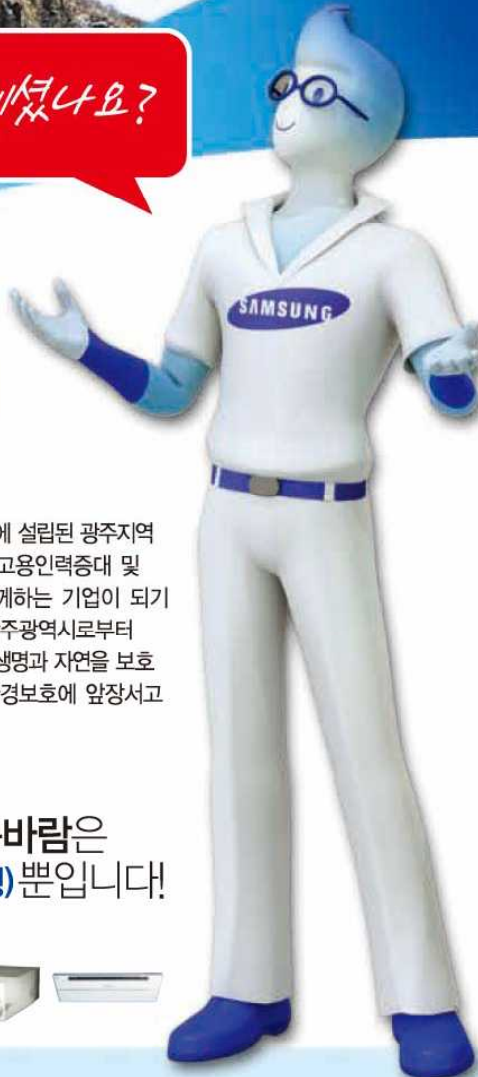 셨나요?
SAMSUNG
에 설립된 광주지역
고용인력증대 및
께하는 기업이 되기
주광역시로부터
생명과 자연을 보호
경보호에 앞장서고
바람은
뿐입니다!